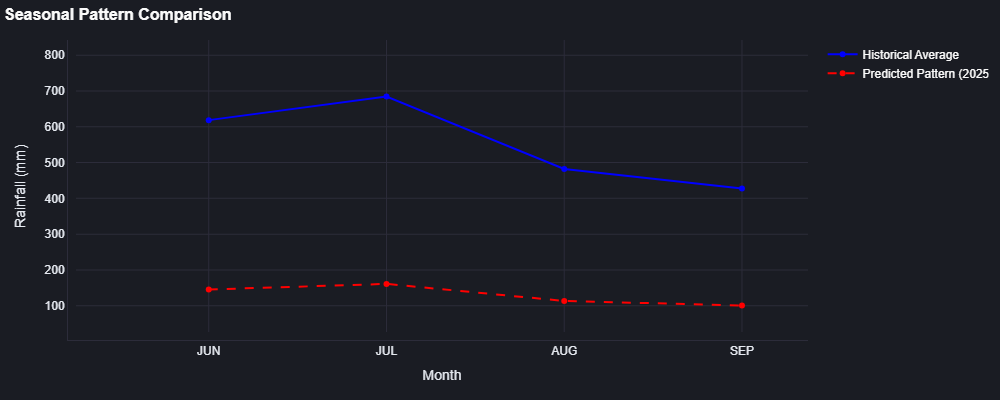 Seasonal Pattern Comparison
Historical Average
Predicted Pattern (2025
800
700
600
500
400
300
200
100
Rainfall (mm)
JUN JUL AUG SEP
Month